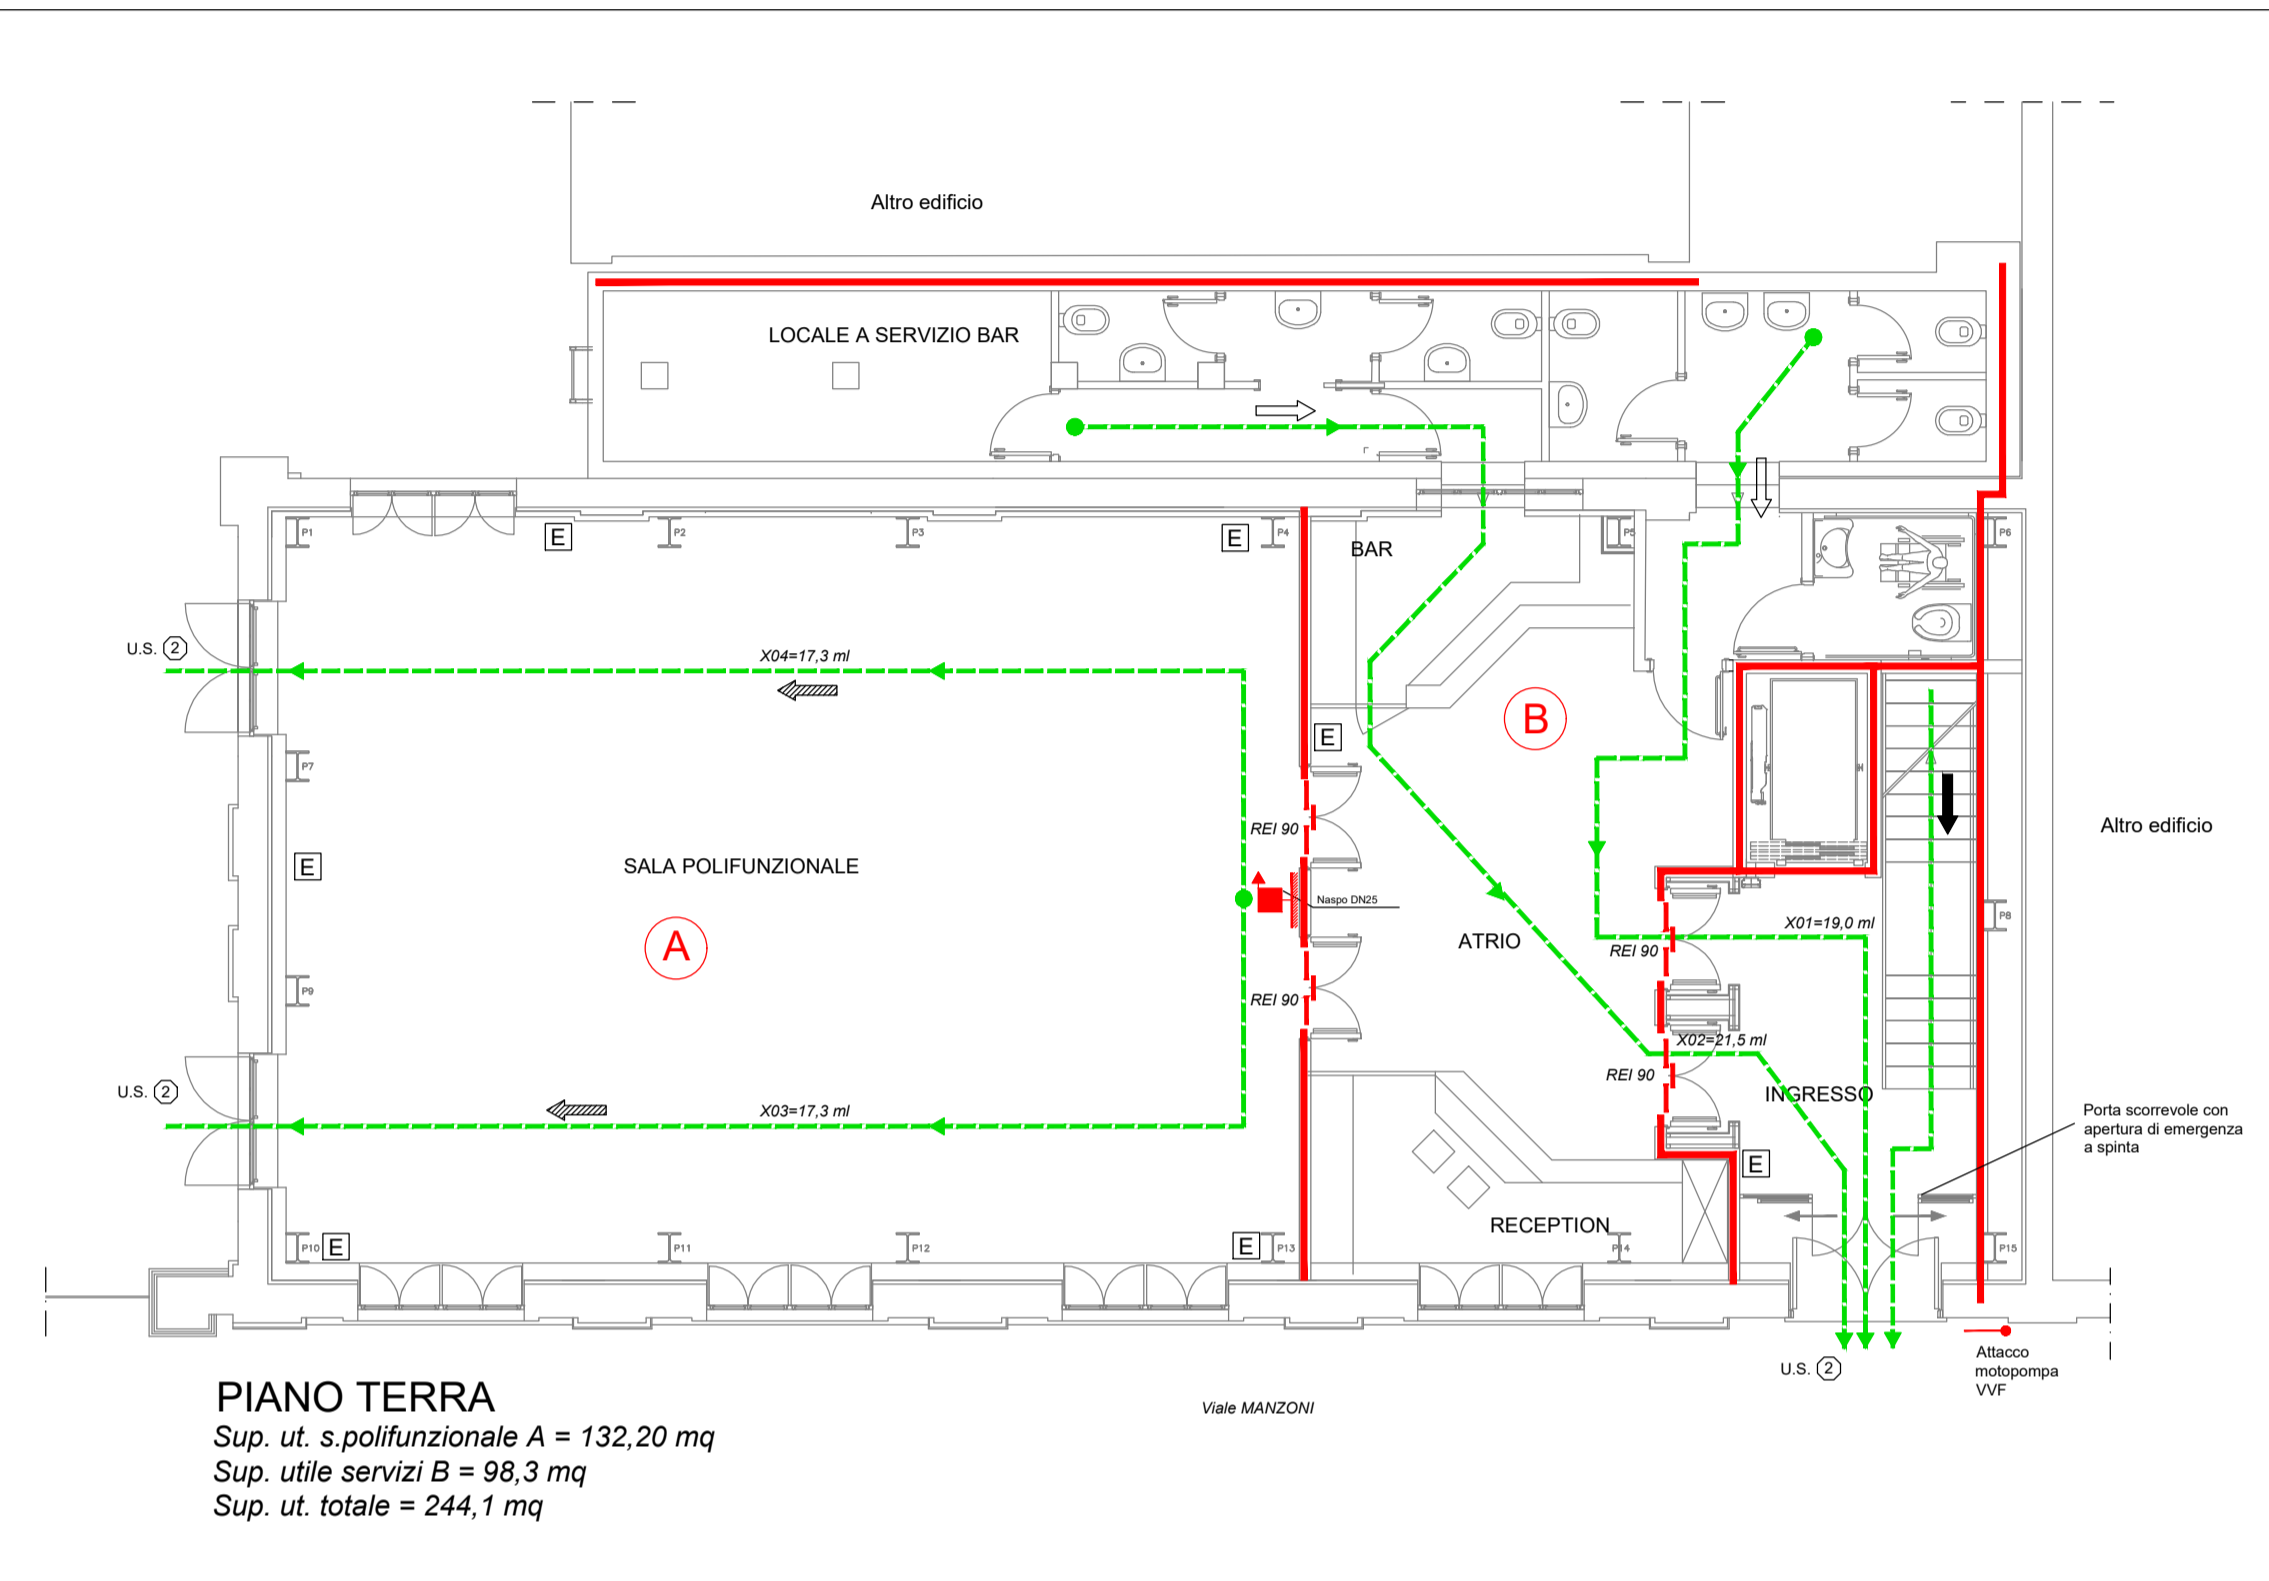 Altro edificio
LOCALE A SERVIZIO BAR
P1
E
P2
P3
E
P4
BAR
P5
P6
U.S. 2
X04=17,3 ml
B
E
P7
REI 90
Altro edificio
SALA POLIFUNZIONALE
E
Naspo DN25
A
ATRIO
REI 90
X01=19,0 ml
P8
P9
REI 90
X02=21,5 ml
REI 90
U.S. 2
X03=17,3 ml
INGRESSO
Porta scorrevole con
apertura di emergenza
a spinta
E
RECEPTION
P10
E
P11
P12
E
P13
P14
P15
Attacco
motopompa
VVF
U.S. 2
Viale MANZONI
PIANO TERRA
Sup. ut. s.polifunzionale A = 132,20 mq
Sup. utile servizi B = 98,3 mq
Sup. ut. totale = 244,1 mq